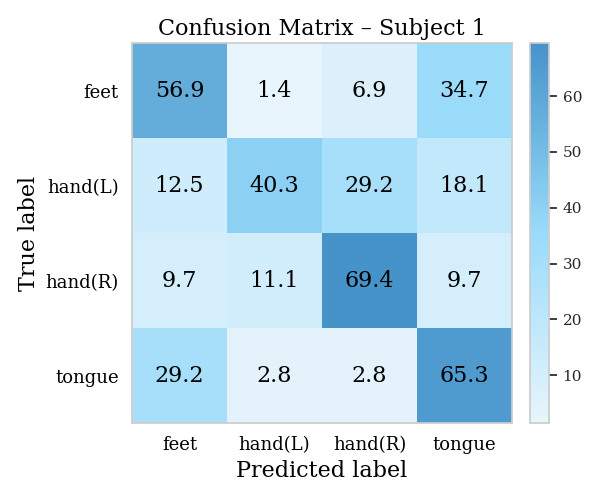 Confusion Matrix – Subject 1
feet 56.9 1.4 6.9 34.7
hand(L) 12.5 40.3 29.2 18.1
hand(R) 9.7 11.1 69.4 9.7
tongue 29.2 2.8 2.8 65.3
feet hand(L) hand(R) tongue
Predicted label
True label
60
50
40
30
20
10